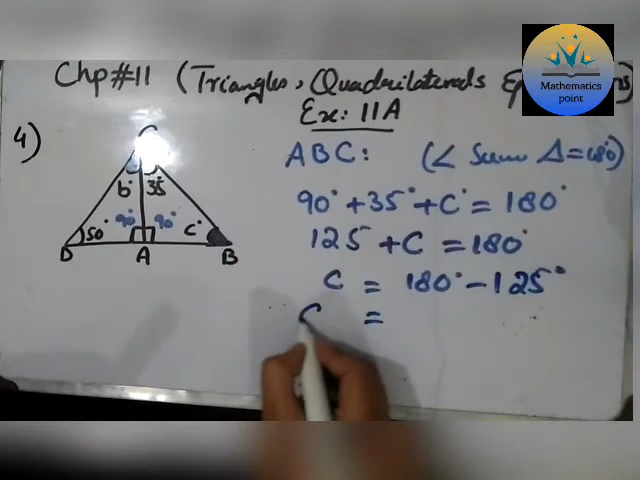 Mathematics
point
Chp#11 (Triangles, Quadrilaterals
Ex: 11A
4)
C
b° 35°
50° 90° 90° c°
D A B
ABC: (∠ Sum Δ=180°)
90° + 35° + C° = 180°
125° + C = 180°
C = 180° - 125°
C =